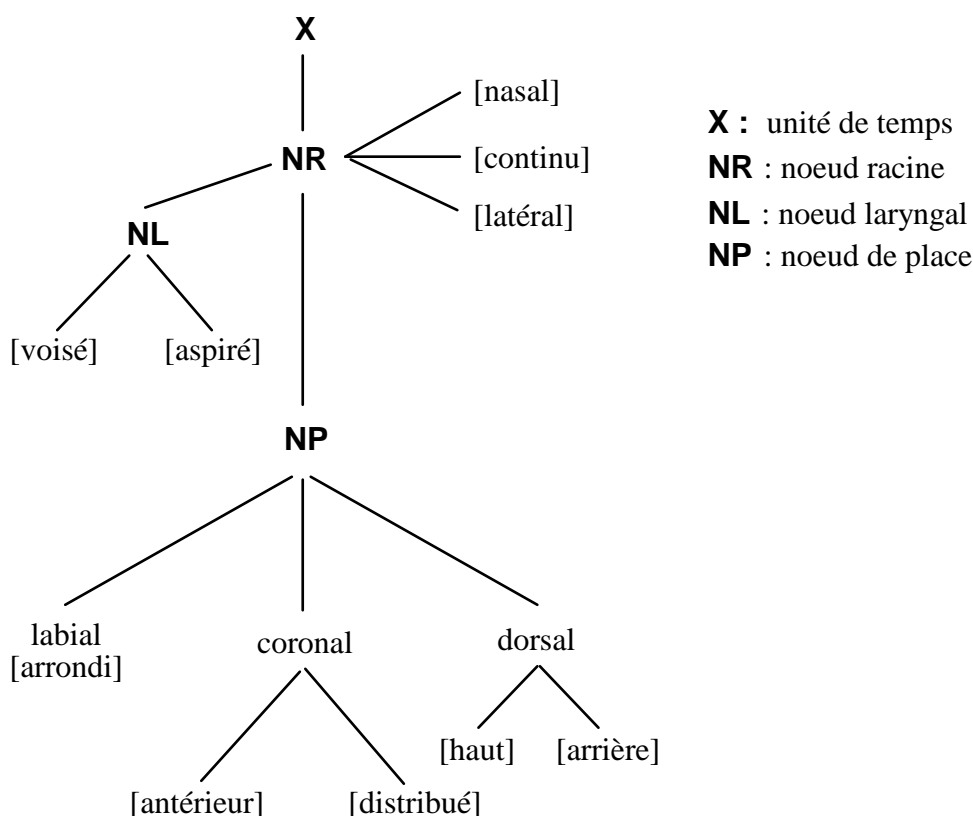 X
[nasal]
X : unité de temps
NR
[continu]
NR : noeud racine
[latéral]
NL : noeud laryngal
NL
NP : noeud de place
[voisé] [aspiré]
NP
labial coronal dorsal
[arrondi]
[haut] [arrière]
[antérieur] [distribué]